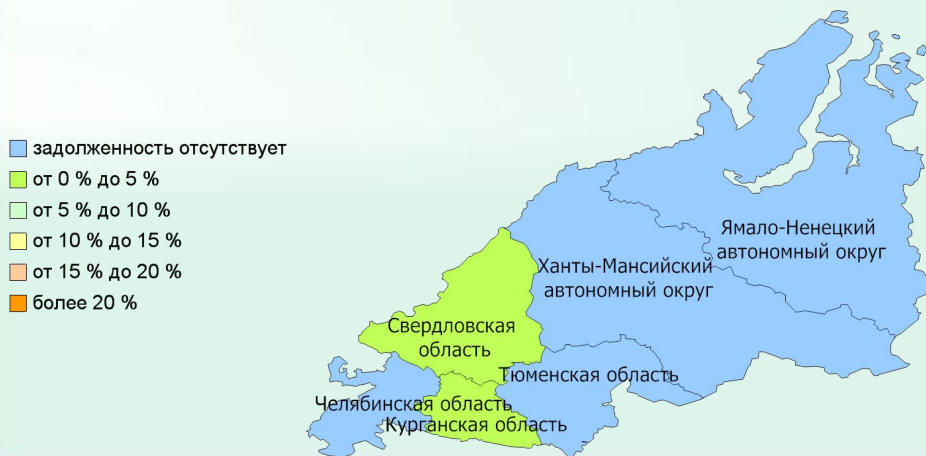 задолженность отсутствует
от 0 % до 5 %
от 5 % до 10 %
от 10 % до 15 %
от 15 % до 20 %
более 20 %
Ямало-Ненецкий
автономный округ
Ханты-Мансийский
автономный округ
Свердловская
область
Тюменская область
Челябинская область
Курганская область